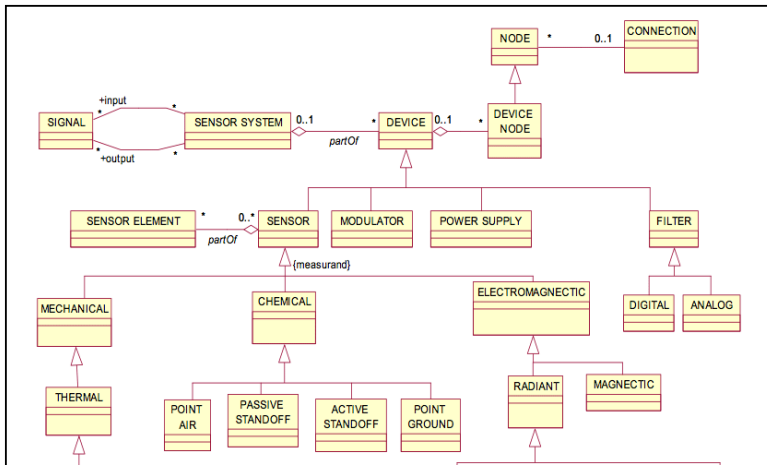 NODE
*
0..1
CONNECTION
+input
*
*
SIGNAL
SENSOR SYSTEM
0..1
*
DEVICE
0..1
*
DEVICE
NODE
*
+output
*
partOf
SENSOR ELEMENT
*
0..*
partOf
SENSOR
MODULATOR
POWER SUPPLY
FILTER
{measurand}
MECHANICAL
CHEMICAL
ELECTROMAGNECTIC
DIGITAL
ANALOG
THERMAL
POINT
AIR
PASSIVE
STANDOFF
ACTIVE
STANDOFF
POINT
GROUND
RADIANT
MAGNECTIC